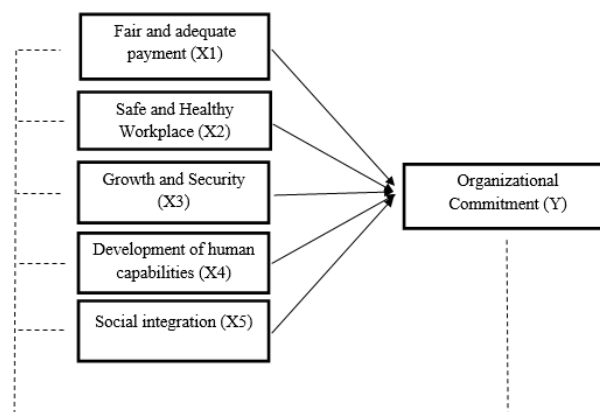 Fair and adequate
payment (X1)
Safe and Healthy
Workplace (X2)
Growth and Security
(X3)
Development of human
capabilities (X4)
Social integration (X5)
Organizational
Commitment (Y)